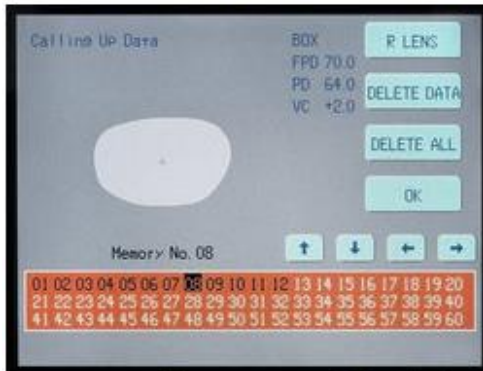 Calling Up Data
BOX
FPD 70.0
PD 64.0
VC +2.0
R LENS
DELETE DATA
DELETE ALL
OK
Memory No. 08
01 02 03 04 05 06 07 08 09 10 11 12 13 14 15 16 17 18 19 20
21 22 23 24 25 26 27 28 29 30 31 32 33 34 35 36 37 38 39 40
41 42 43 44 45 46 47 48 49 50 51 52 53 54 55 56 57 58 59 60